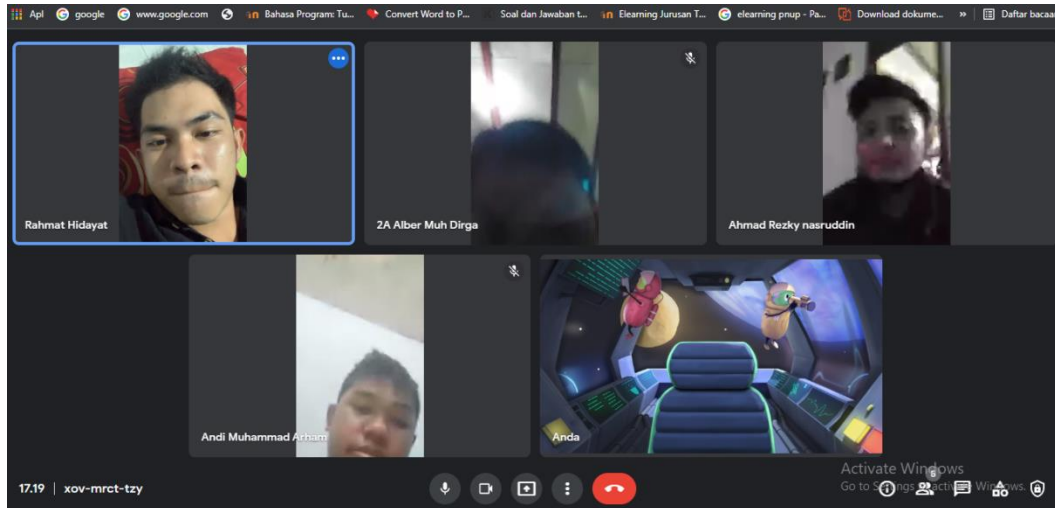 Apl google www.google.com Bahasa Program: Tu... Convert Word to P... Soal dan Jawaban t... Elearning Jurusan T... elearning pnup - Pa... Download dokume... » Daftar bacaa
Rahmat Hidayat
2A Alber Muh Dirga
Ahmad Rezky nasruddin
Andi Muhammad Arham
Anda
Activate Windows
Go to Settings to activate Windows.
17.19 | xov-mrct-tzy
6